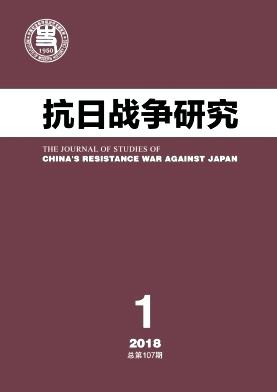 1950
抗日战争研究
THE JOURNAL OF STUDIES OF
CHINA'S RESISTANCE WAR AGAINST JAPAN
1
2018
总第107期